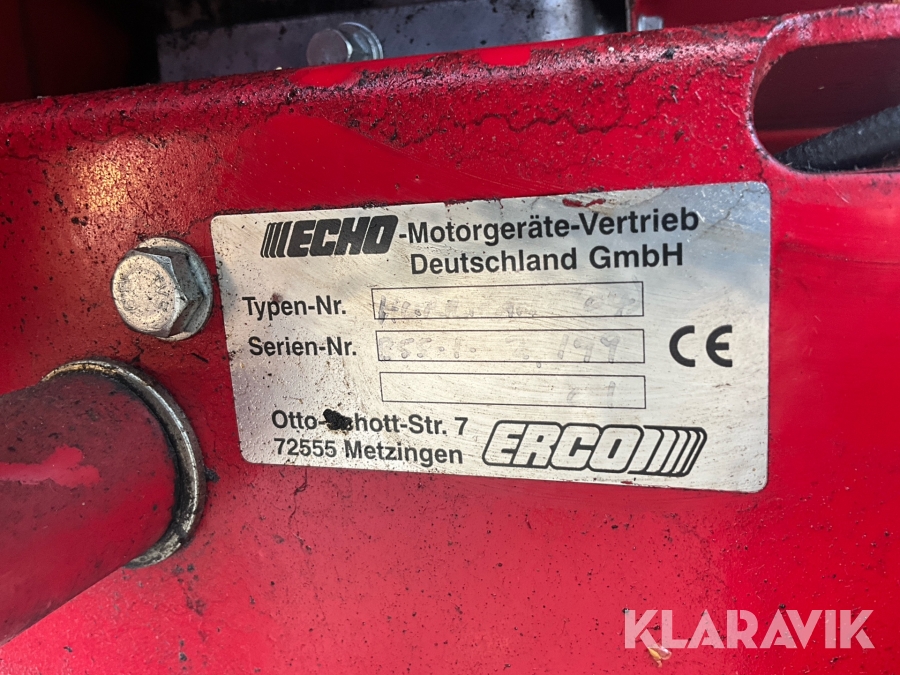 ECHO-Motorgeräte-Vertrieb
Deutschland GmbH
Typen-Nr.
Serien-Nr.
CE
Otto-Schott-Str. 7
72555 Metzingen
ERCO
KLARAVIK